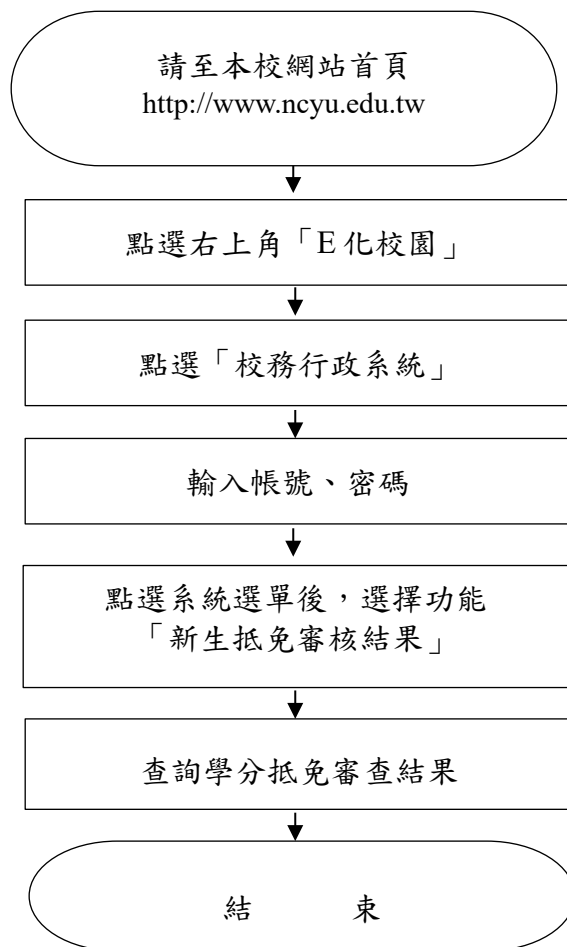 請至本校網站首頁
http://www.ncyu.edu.tw
點選右上角「E化校園」
點選「校務行政系統」
輸入帳號、密碼
點選系統選單後，選擇功能
「新生抵免審核結果」
查詢學分抵免審查結果
結 束